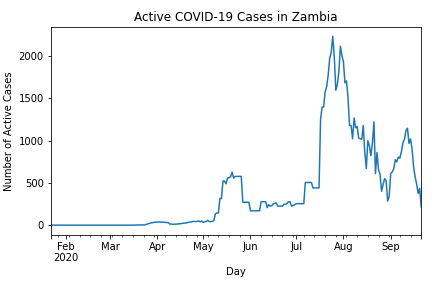 Active COVID-19 Cases in Zambia
Number of Active Cases
2000
1500
1000
500
0
Feb Mar Apr May Jun Jul Aug Sep
2020
Day